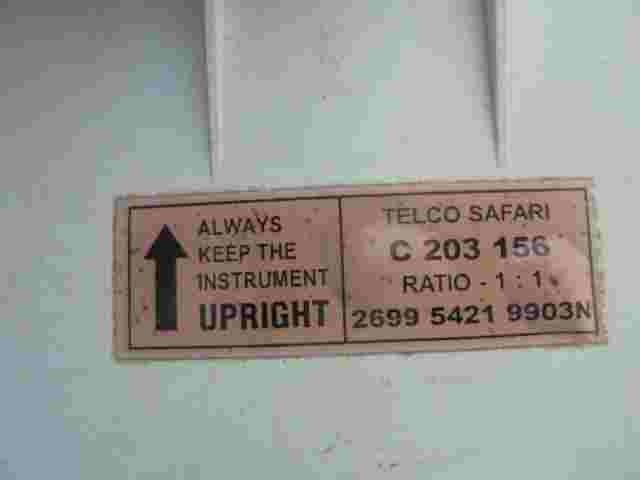 ALWAYS
KEEP THE
INSTRUMENT
UPRIGHT
TELCO SAFARI
C 203 156
RATIO - 1 : 1
2699 5421 9903N